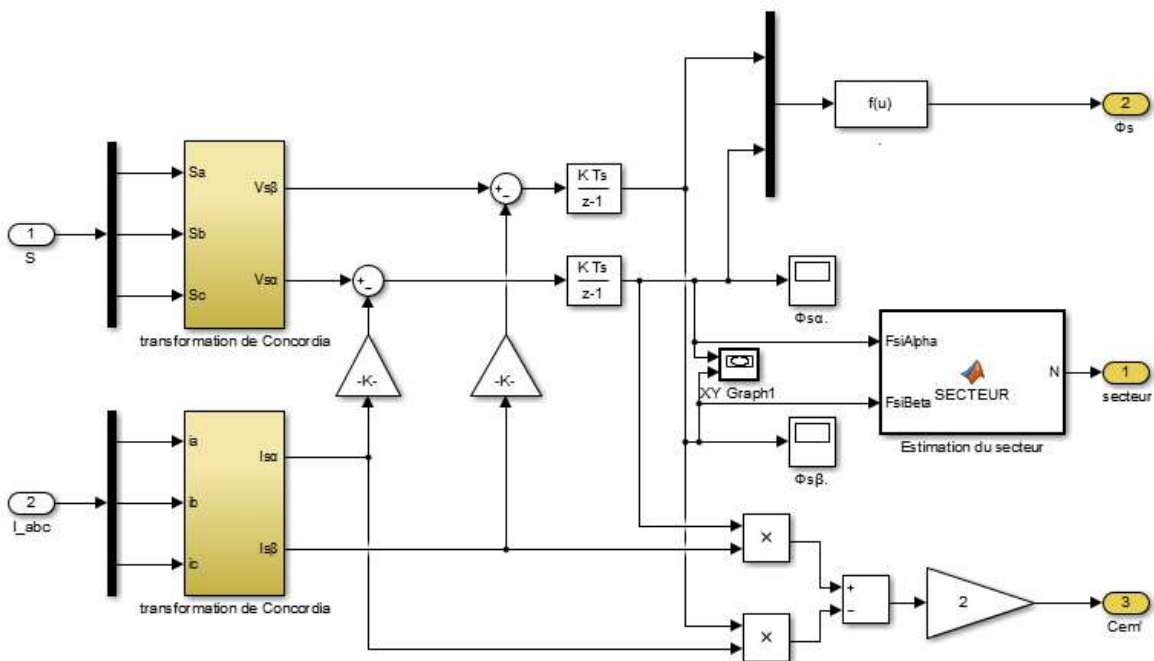 f(u)
2
Φs
.
Sa
Vsβ
K Ts
z-1
1
S
Sb
Vsα
K Ts
z-1
Sc
transformation de Concordia
Φsα.
-K-
-K-
XY Graph1
FsiAlpha
N
SECTEUR
FsiBeta
1
secteur
Estimation du secteur
Φsβ.
ia
Isα
2
I_abc
ib
Isβ
ic
transformation de Concordia
×
×
+
−
2
3
Cem'
+
−
+
−